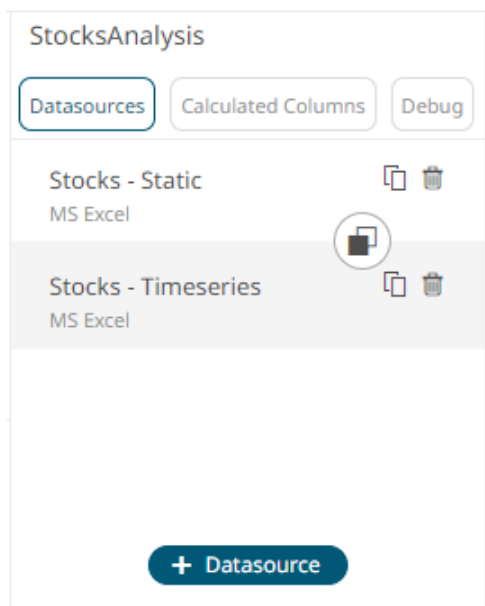 StocksAnalysis
Datasources Calculated Columns Debug
Stocks - Static
MS Excel
Stocks - Timeseries
MS Excel
+ Datasource